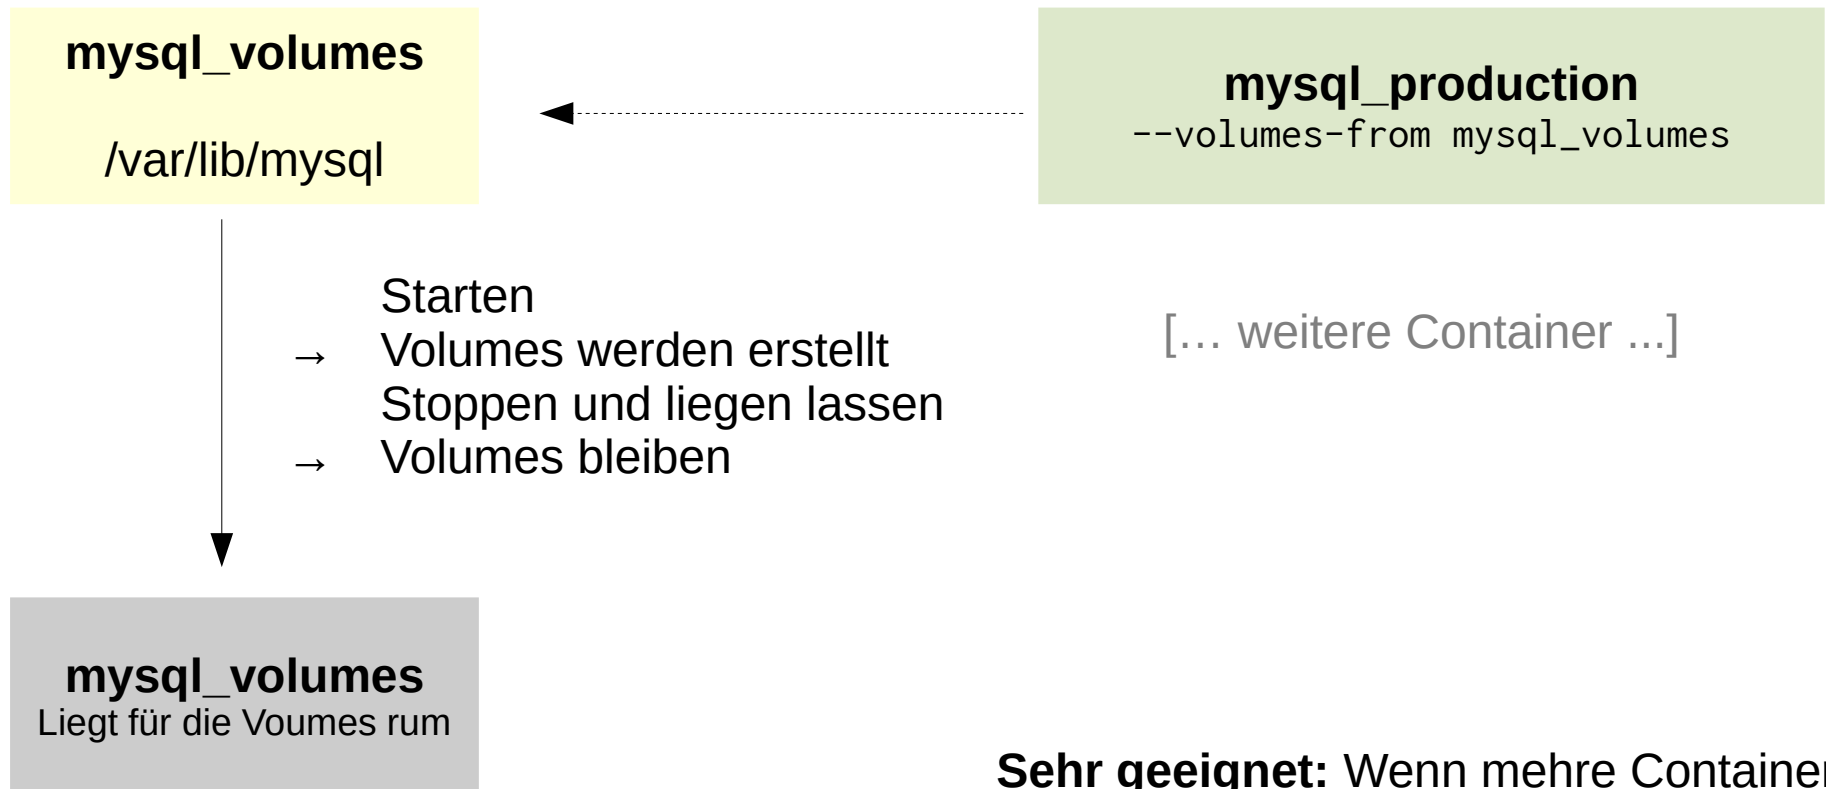 mysql_volumes
/var/lib/mysql
mysql_production
--volumes-from mysql_volumes
Starten
→ Volumes werden erstellt
Stoppen und liegen lassen
→ Volumes bleiben
[… weitere Container ...]
mysql_volumes
Liegt für die Voumes rum
Sehr geeignet: Wenn mehre Container